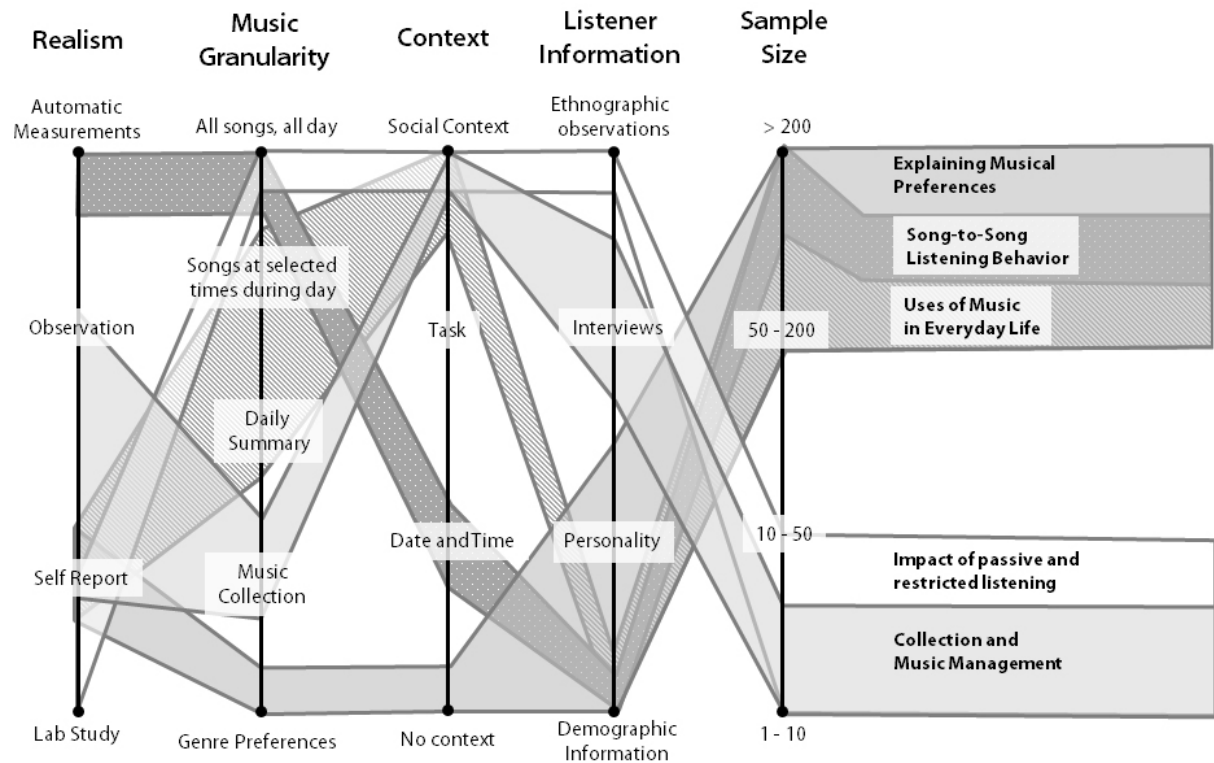 Realism
Music
Granularity
Context
Listener
Information
Sample
Size
Automatic
Measurements
Observation
Self Report
Lab Study
All songs, all day
Songs at selected
times during day
Daily
Summary
Music
Collection
Genre Preferences
Social Context
Task
Date and Time
No context
Ethnographic
observations
Interviews
Personality
Demographic
Information
> 200
50 - 200
10 - 50
1 - 10
Explaining Musical
Preferences
Song-to-Song
Listening Behavior
Uses of Music
in Everyday Life
Impact of passive and
restricted listening
Collection and
Music Management